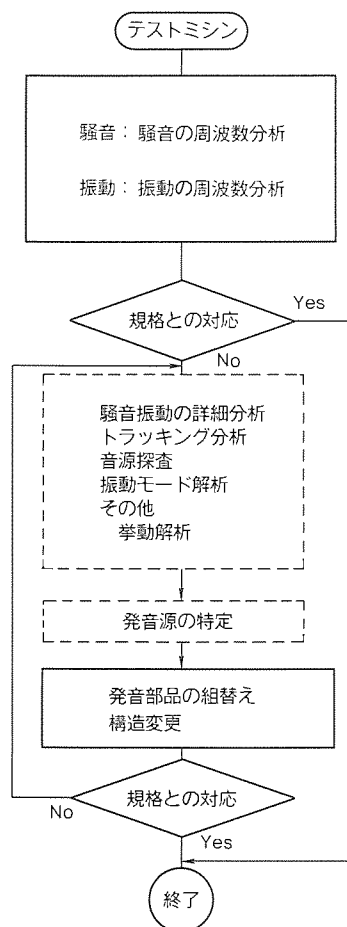 テストミシン
騒音：騒音の周波数分析
振動：振動の周波数分析
規格との対応
Yes
No
騒音振動の詳細分析
トラッキング分析
音源探査
振動モード解析
その他
挙動解析
発音源の特定
発音部品の組替え
構造変更
規格との対応
No
Yes
終了